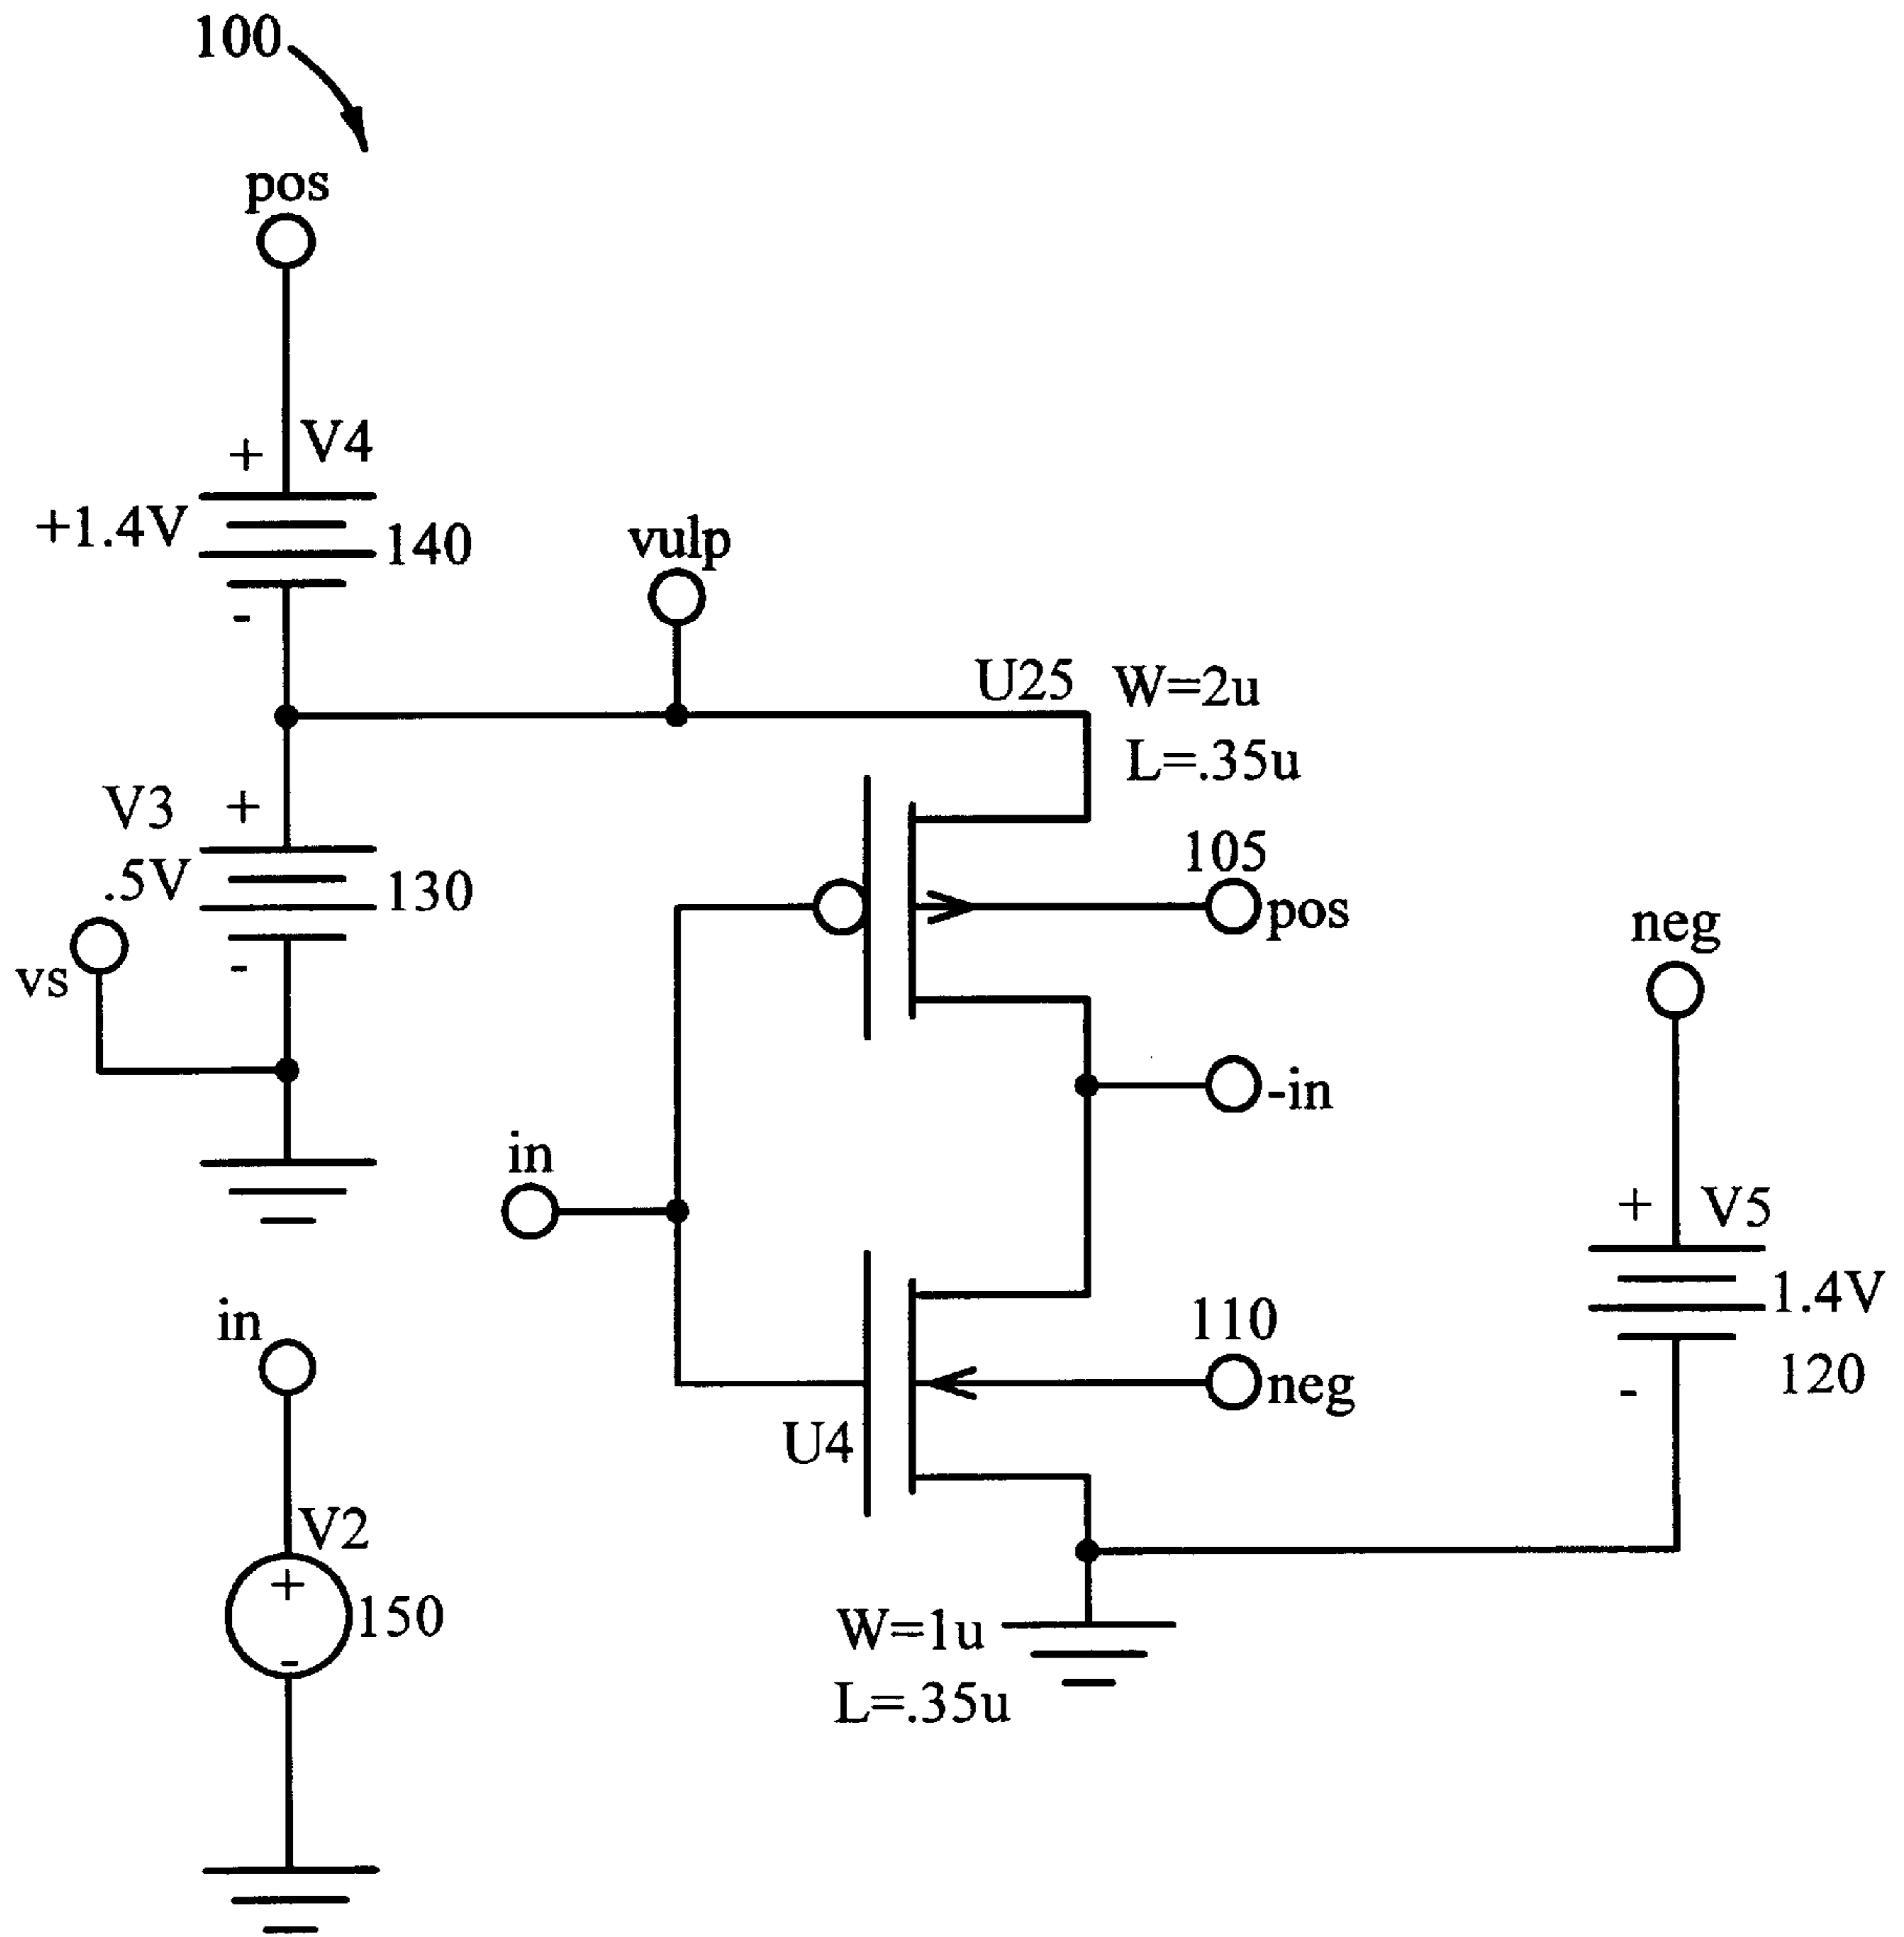 100
pos
+ V4
+1.4V 140
-
vulp
U25 W=2u
L=.35u
V3 +
.5V 130
-
vs
105
pos
neg
-in
in
in
110
neg
U4
+ V5
1.4V
120
-
V2
+
150
-
W=1u
L=.35u